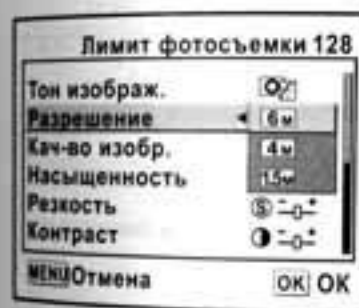 Лимит фотосъемки 128
Тон изображ.
Разрешение 6м
Кач-во изобр. 4м
Насыщенность 1.5м
Резкость S
Контраст
MENU Отмена OK OK